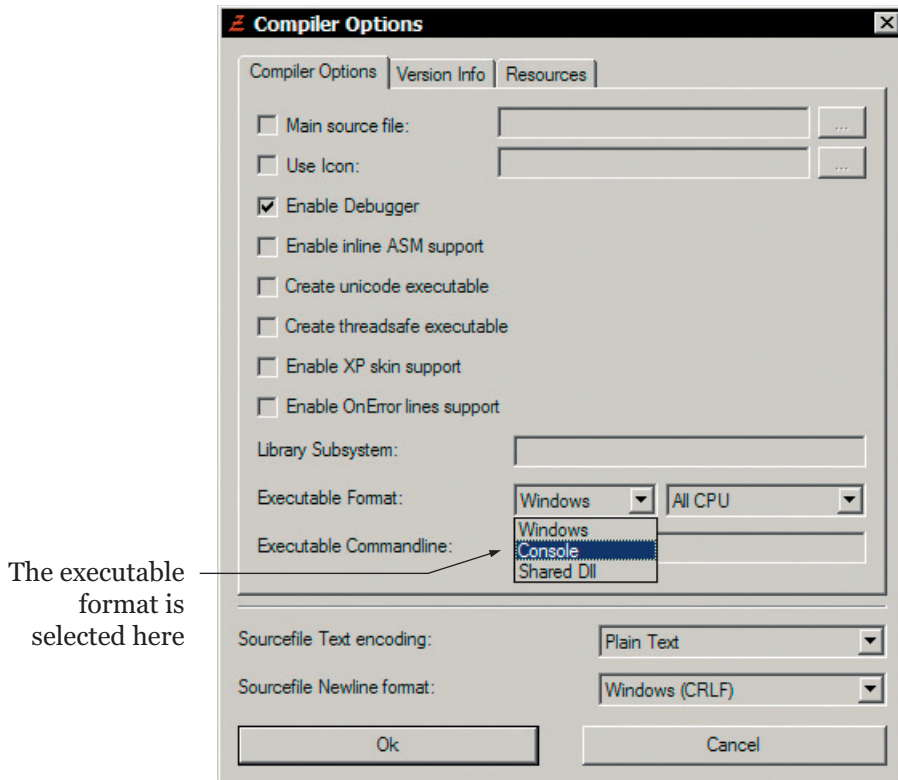 Compiler Options
Compiler Options Version Info Resources
Main source file: ...
Use Icon: ...
Enable Debugger
Enable inline ASM support
Create unicode executable
Create threadsafe executable
Enable XP skin support
Enable OnError lines support
Library Subsystem:
Executable Format: Windows All CPU
Windows
Executable Commandline: Console
Shared Dll
The executable
format is
selected here
Sourcefile Text encoding: Plain Text
Sourcefile Newline format: Windows (CRLF)
Ok Cancel